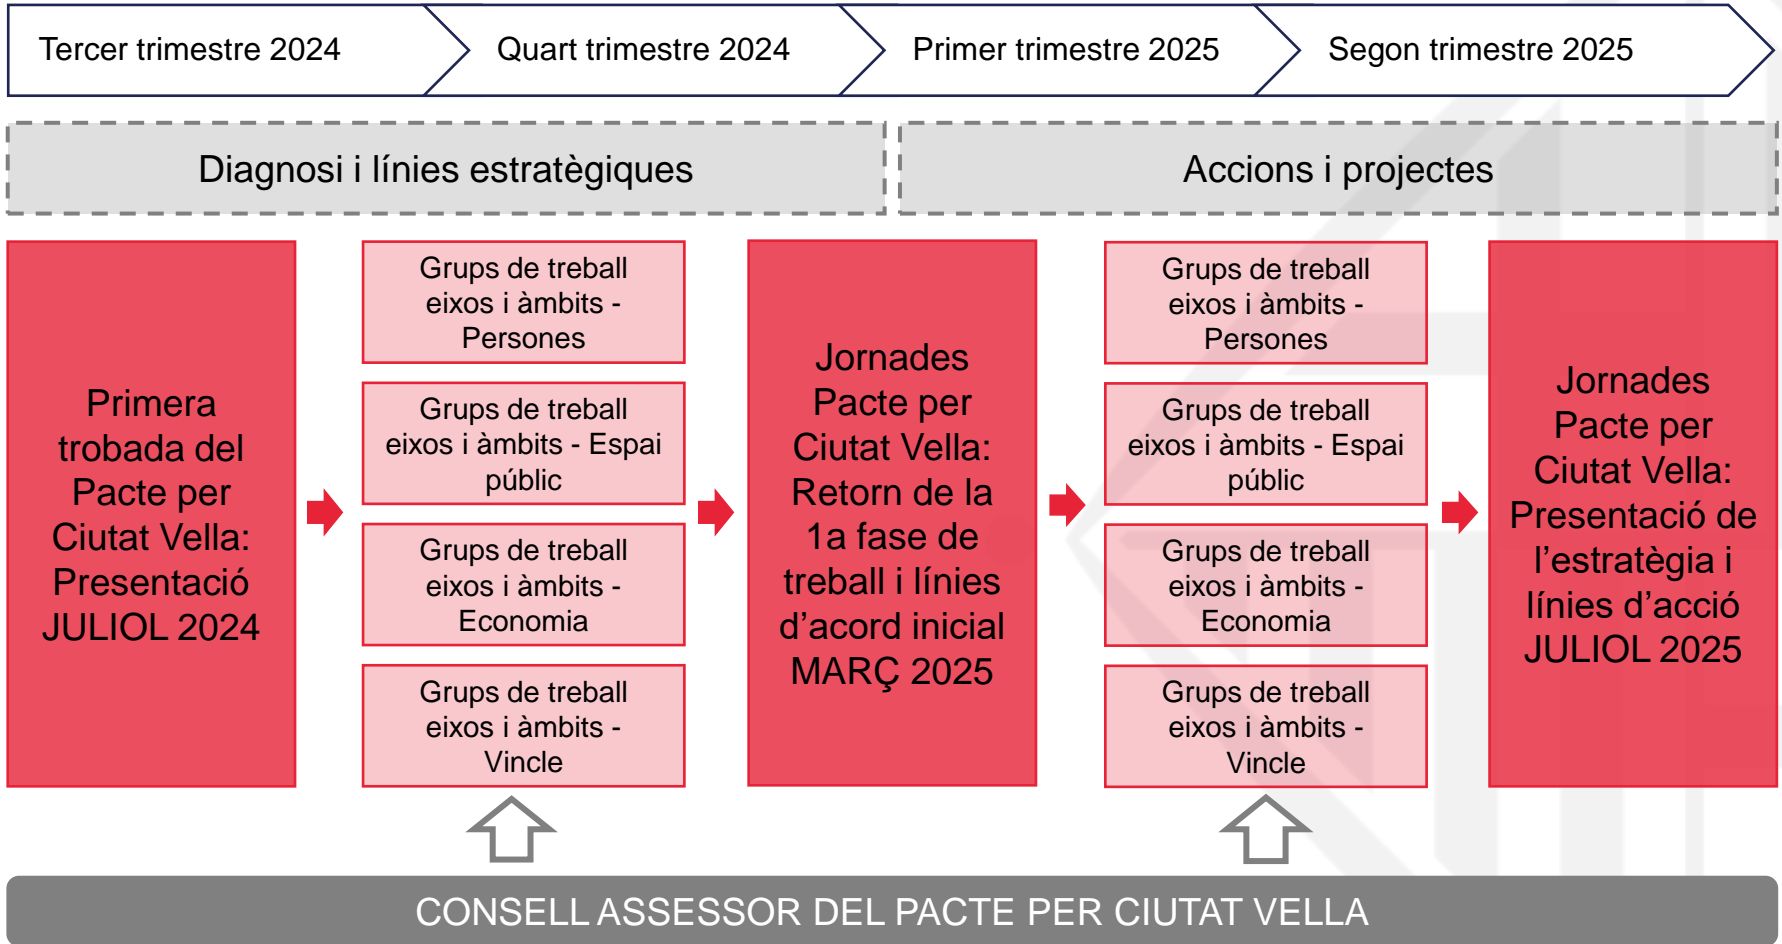 Tercer trimestre 2024
Quart trimestre 2024
Primer trimestre 2025
Segon trimestre 2025
Diagnosi i línies estratègiques
Accions i projectes
Primera
trobada del
Pacte per
Ciutat Vella:
Presentació
JULIOL 2024
Grups de treball
eixos i àmbits -
Persones
Grups de treball
eixos i àmbits - Espai
públic
Grups de treball
eixos i àmbits -
Economia
Grups de treball
eixos i àmbits -
Vincle
Jornades
Pacte per
Ciutat Vella:
Retorn de la
1a fase de
treball i línies
d’acord inicial
MARÇ 2025
Grups de treball
eixos i àmbits -
Persones
Grups de treball
eixos i àmbits - Espai
públic
Grups de treball
eixos i àmbits -
Economia
Grups de treball
eixos i àmbits -
Vincle
Jornades
Pacte per
Ciutat Vella:
Presentació de
l’estratègia i
línies d’acció
JULIOL 2025
CONSELL ASSESSOR DEL PACTE PER CIUTAT VELLA